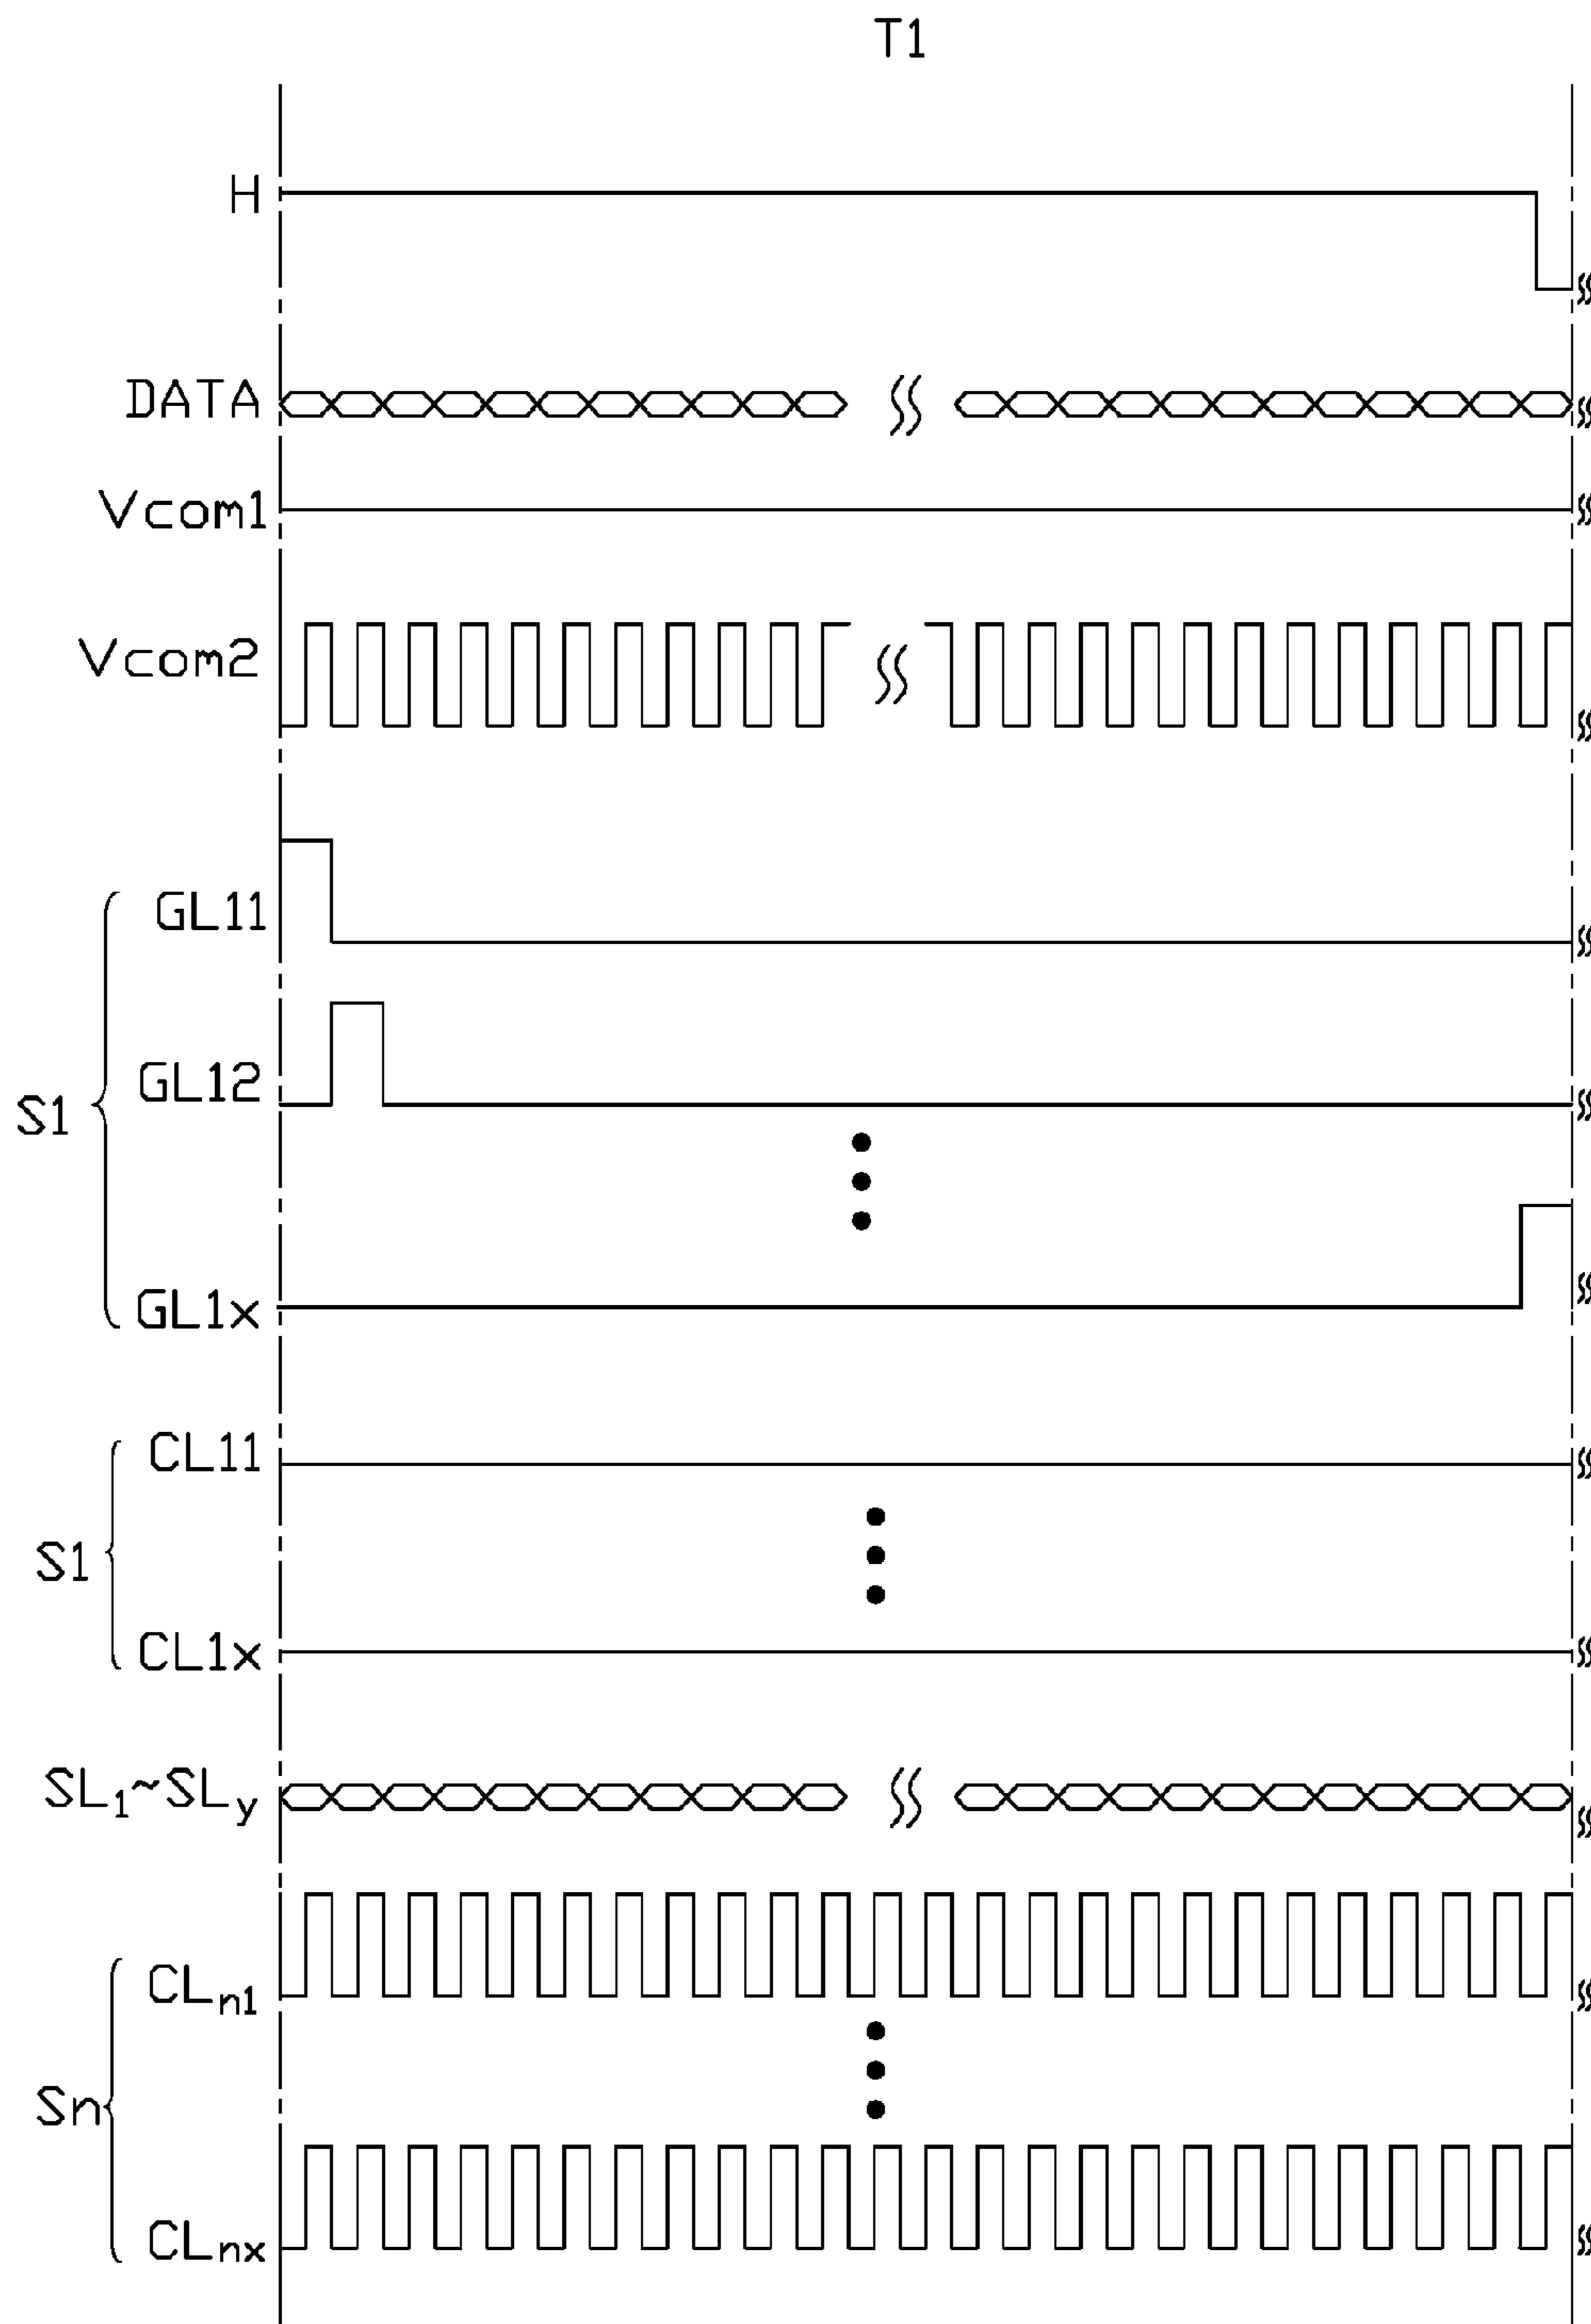 T1
H
DATA
Vcom1
Vcom2
GL11
GL12
S1
GL1x
CL11
S1
CL1x
SL1~SLy
CLn1
Sn
CLnx